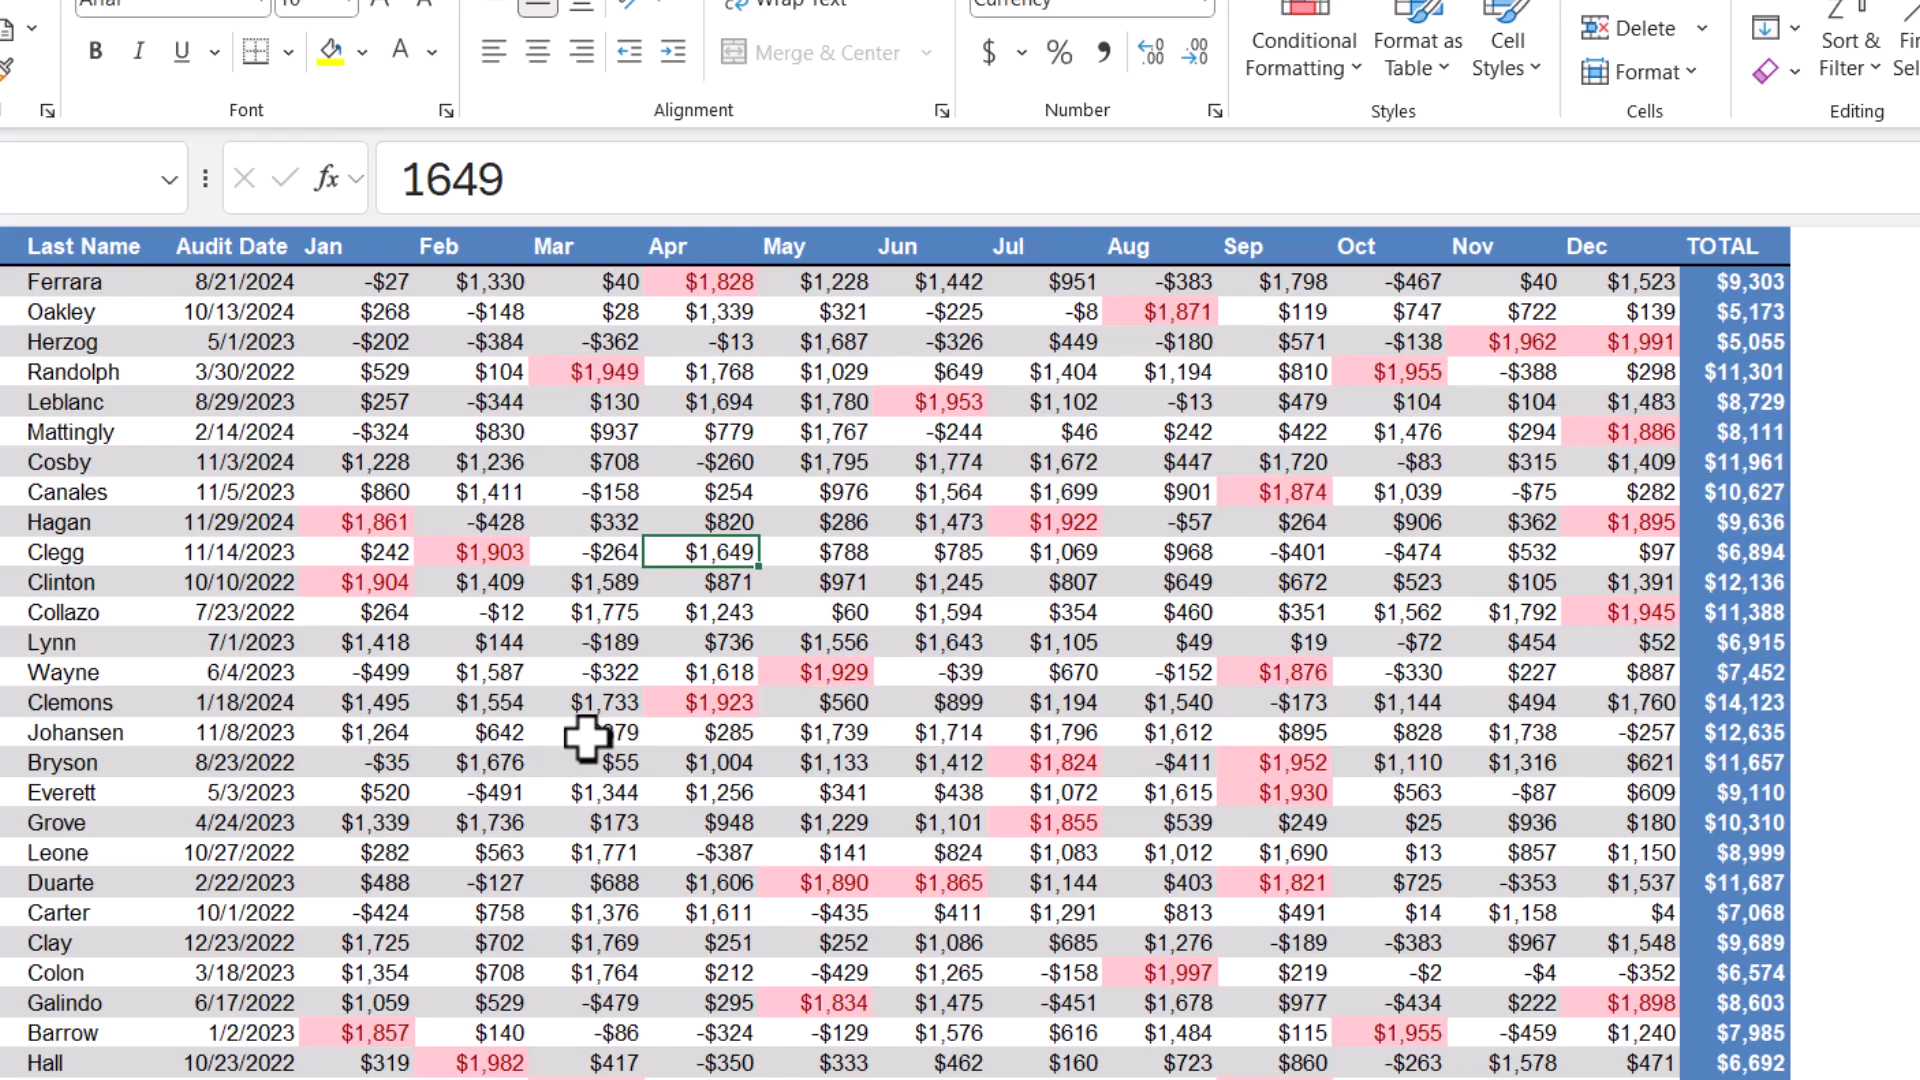 Wrap Text
Currency
B I U
Merge & Center
$ % 9
Conditional Formatting
Format as Table
Cell Styles
Delete
Format
Sort & Filter
Font
Alignment
Number
Styles
Cells
Editing
fx 1649
Last Name Audit Date Jan Feb Mar Apr May Jun Jul Aug Sep Oct Nov Dec TOTAL
Ferrara 8/21/2024 -$27 $1,330 $40 $1,828 $1,228 $1,442 $951 -$383 $1,798 -$467 $40 $1,523 $9,303
Oakley 10/13/2024 $268 -$148 $28 $1,339 $321 -$225 -$8 $1,871 $119 $747 $722 $139 $5,173
Herzog 5/1/2023 -$202 -$384 -$362 -$13 $1,687 -$326 $449 -$180 $571 -$138 $1,962 $1,991 $5,055
Randolph 3/30/2022 $529 $104 $1,949 $1,768 $1,029 $649 $1,404 $1,194 $810 $1,955 -$388 $298 $11,301
Leblanc 8/29/2023 $257 -$344 $130 $1,694 $1,780 $1,953 $1,102 -$13 $479 $104 $104 $1,483 $8,729
Mattingly 2/14/2024 -$324 $830 $937 $779 $1,767 -$244 $46 $242 $422 $1,476 $294 $1,886 $8,111
Cosby 11/3/2024 $1,228 $1,236 $708 -$260 $1,795 $1,774 $1,672 $447 $1,720 -$83 $315 $1,409 $11,961
Canales 11/5/2023 $860 $1,411 -$158 $254 $976 $1,564 $1,699 $901 $1,874 $1,039 -$75 $282 $10,627
Hagan 11/29/2024 $1,861 -$428 $332 $820 $286 $1,473 $1,922 -$57 $264 $906 $362 $1,895 $9,636
Clegg 11/14/2023 $242 $1,903 -$264 $1,649 $788 $785 $1,069 $968 -$401 -$474 $532 $97 $6,894
Clinton 10/10/2022 $1,904 $1,409 $1,589 $871 $971 $1,245 $807 $649 $672 $523 $105 $1,391 $12,136
Collazo 7/23/2022 $264 -$12 $1,775 $1,243 $60 $1,594 $354 $460 $351 $1,562 $1,792 $1,945 $11,388
Lynn 7/1/2023 $1,418 $144 -$189 $736 $1,556 $1,643 $1,105 $49 $19 -$72 $454 $52 $6,915
Wayne 6/4/2023 -$499 $1,587 -$322 $1,618 $1,929 -$39 $670 -$152 $1,876 -$330 $227 $887 $7,452
Clemons 1/18/2024 $1,495 $1,554 $1,733 $1,923 $560 $899 $1,194 $1,540 -$173 $1,144 $494 $1,760 $14,123
Johansen 11/8/2023 $1,264 $642 79 $285 $1,739 $1,714 $1,796 $1,612 $895 $828 $1,738 -$257 $12,635
Bryson 8/23/2022 -$35 $1,676 $55 $1,004 $1,133 $1,412 $1,824 -$411 $1,952 $1,110 $1,316 $621 $11,657
Everett 5/3/2023 $520 -$491 $1,344 $1,256 $341 $438 $1,072 $1,615 $1,930 $563 -$87 $609 $9,110
Grove 4/24/2023 $1,339 $1,736 $173 $948 $1,229 $1,101 $1,855 $539 $249 $25 $936 $180 $10,310
Leone 10/27/2022 $282 $563 $1,771 -$387 $141 $824 $1,083 $1,012 $1,690 $13 $857 $1,150 $8,999
Duarte 2/22/2023 $488 -$127 $688 $1,606 $1,890 $1,865 $1,144 $403 $1,821 $725 -$353 $1,537 $11,687
Carter 10/1/2022 -$424 $758 $1,376 $1,611 -$435 $411 $1,291 $813 $491 $14 $1,158 $4 $7,068
Clay 12/23/2022 $1,725 $702 $1,769 $251 $252 $1,086 $685 $1,276 -$189 -$383 $967 $1,548 $9,689
Colon 3/18/2023 $1,354 $708 $1,764 $212 -$429 $1,265 -$158 $1,997 $219 -$2 -$4 -$352 $6,574
Galindo 6/17/2022 $1,059 $529 -$479 $295 $1,834 $1,475 -$451 $1,678 $977 -$434 $222 $1,898 $8,603
Barrow 1/2/2023 $1,857 $140 -$86 -$324 -$129 $1,576 $616 $1,484 $115 $1,955 -$459 $1,240 $7,985
Hall 10/23/2022 $319 $1,982 $417 -$350 $333 $462 $160 $723 $860 -$263 $1,578 $471 $6,692